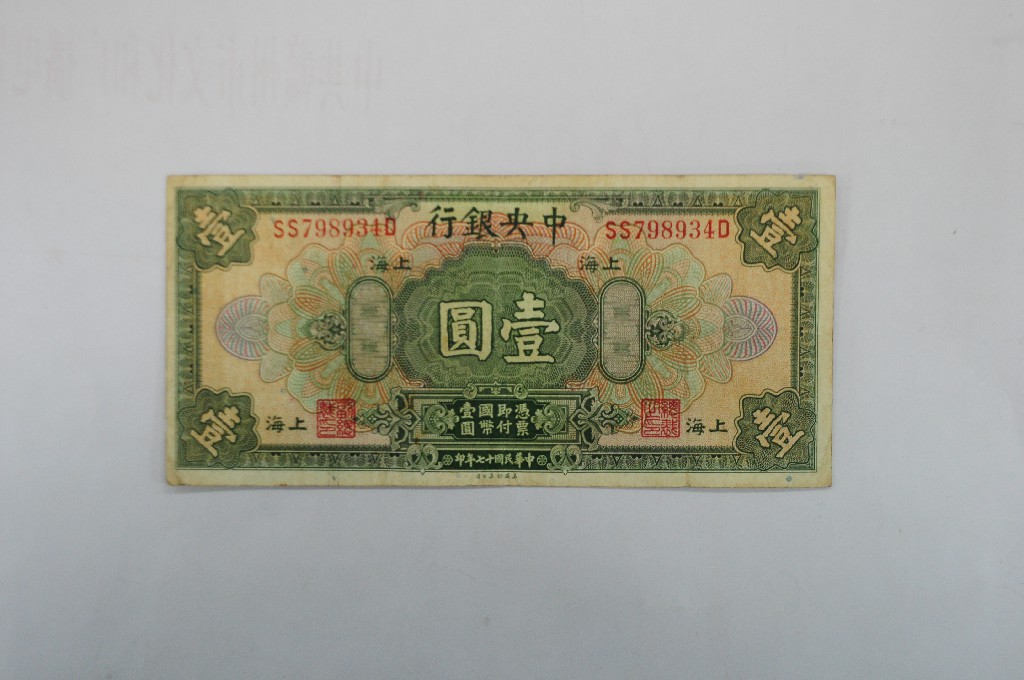 中央銀行
SS798934D
SS798934D
上海
上海
壹
壹
壹圓
憑票
即付
國幣
壹圓
上海
上海
壹
壹
中華民國十七年印